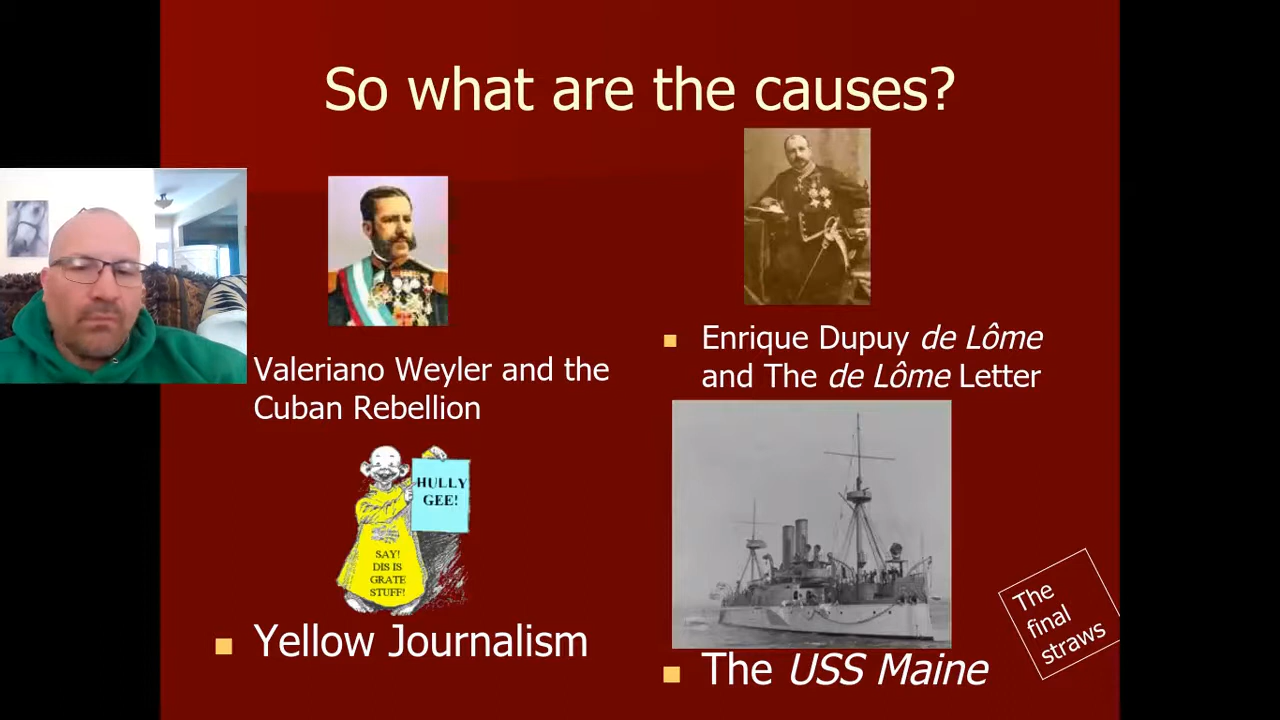 So what are the causes?
Valeriano Weyler and the
Cuban Rebellion
Enrique Dupuy de Lôme
and The de Lôme Letter
HULLY
GEE!
SAY!
DIS IS
GRATE
STUFF!
Yellow Journalism
The USS Maine
The
final
straws